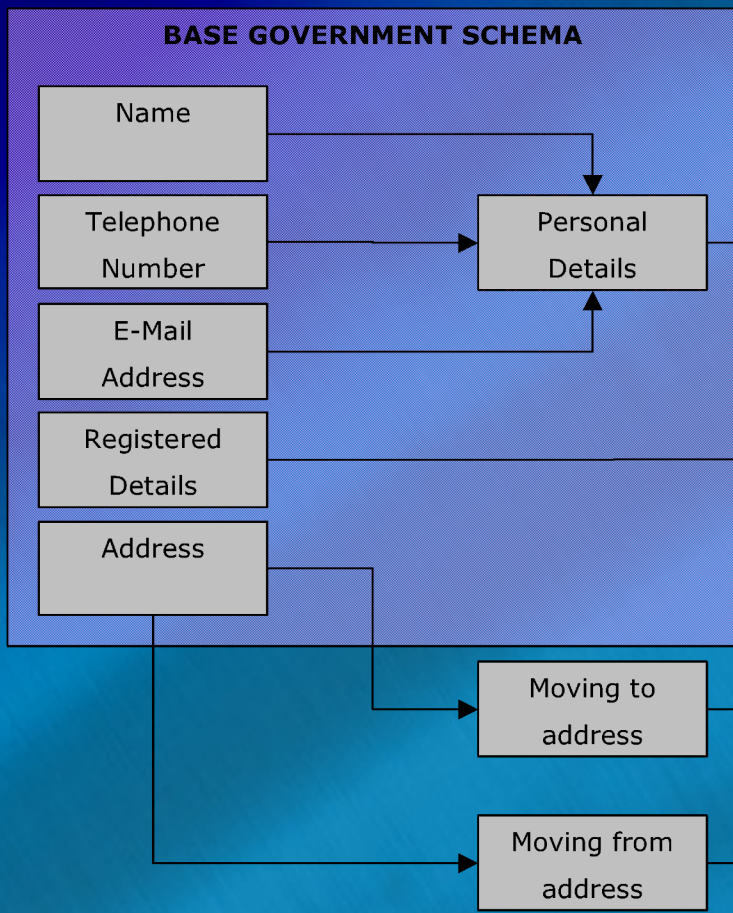 BASE GOVERNMENT SCHEMA
Name
Telephone
Number
Personal
Details
E-Mail
Address
Registered
Details
Address
Moving to
address
Moving from
address